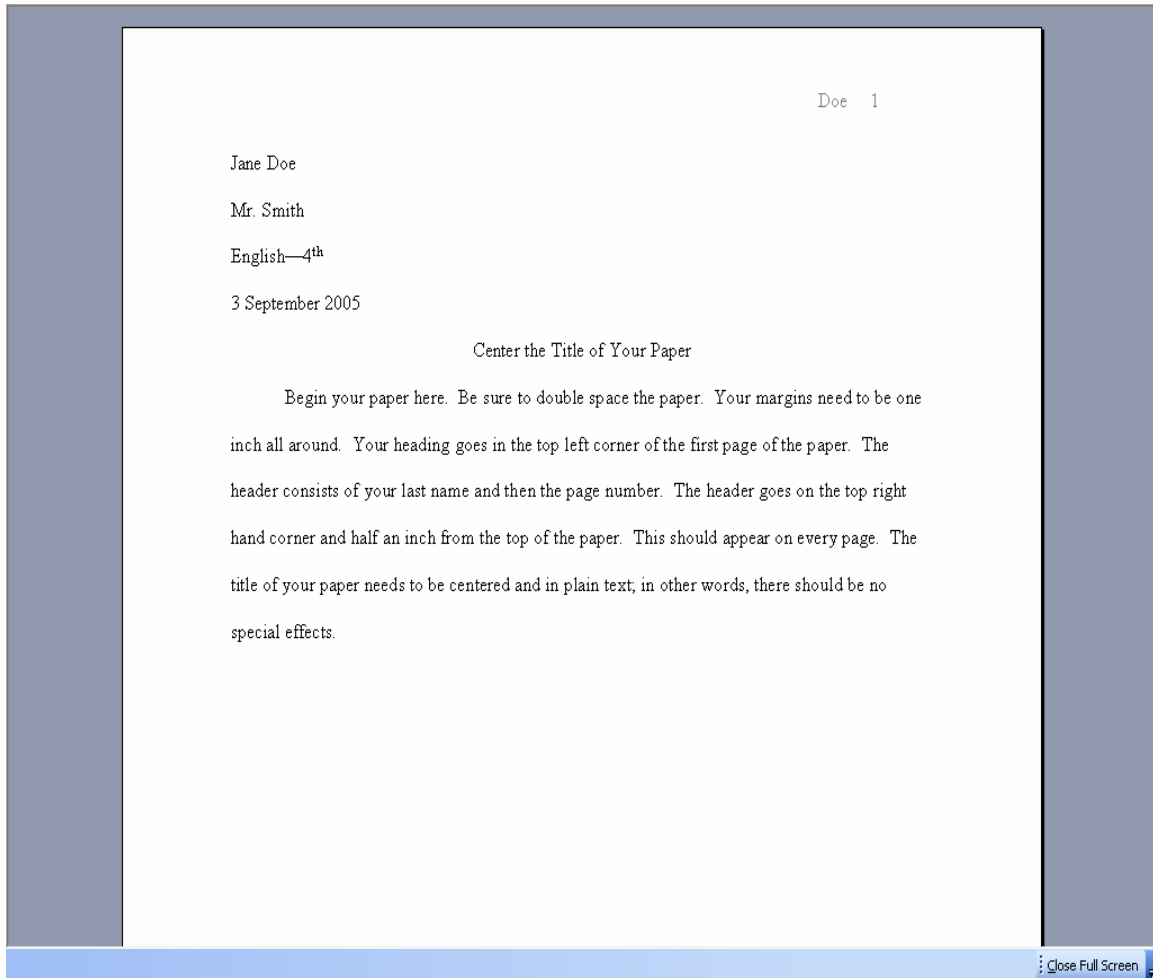 Doe 1
Jane Doe
Mr. Smith
English—4th
3 September 2005
Center the Title of Your Paper
Begin your paper here.  Be sure to double space the paper.  Your margins need to be one
inch all around.  Your heading goes in the top left corner of the first page of the paper.  The
header consists of your last name and then the page number.  The header goes on the top right
hand corner and half an inch from the top of the paper.  This should appear on every page.  The
title of your paper needs to be centered and in plain text; in other words, there should be no
special effects.
Close Full Screen